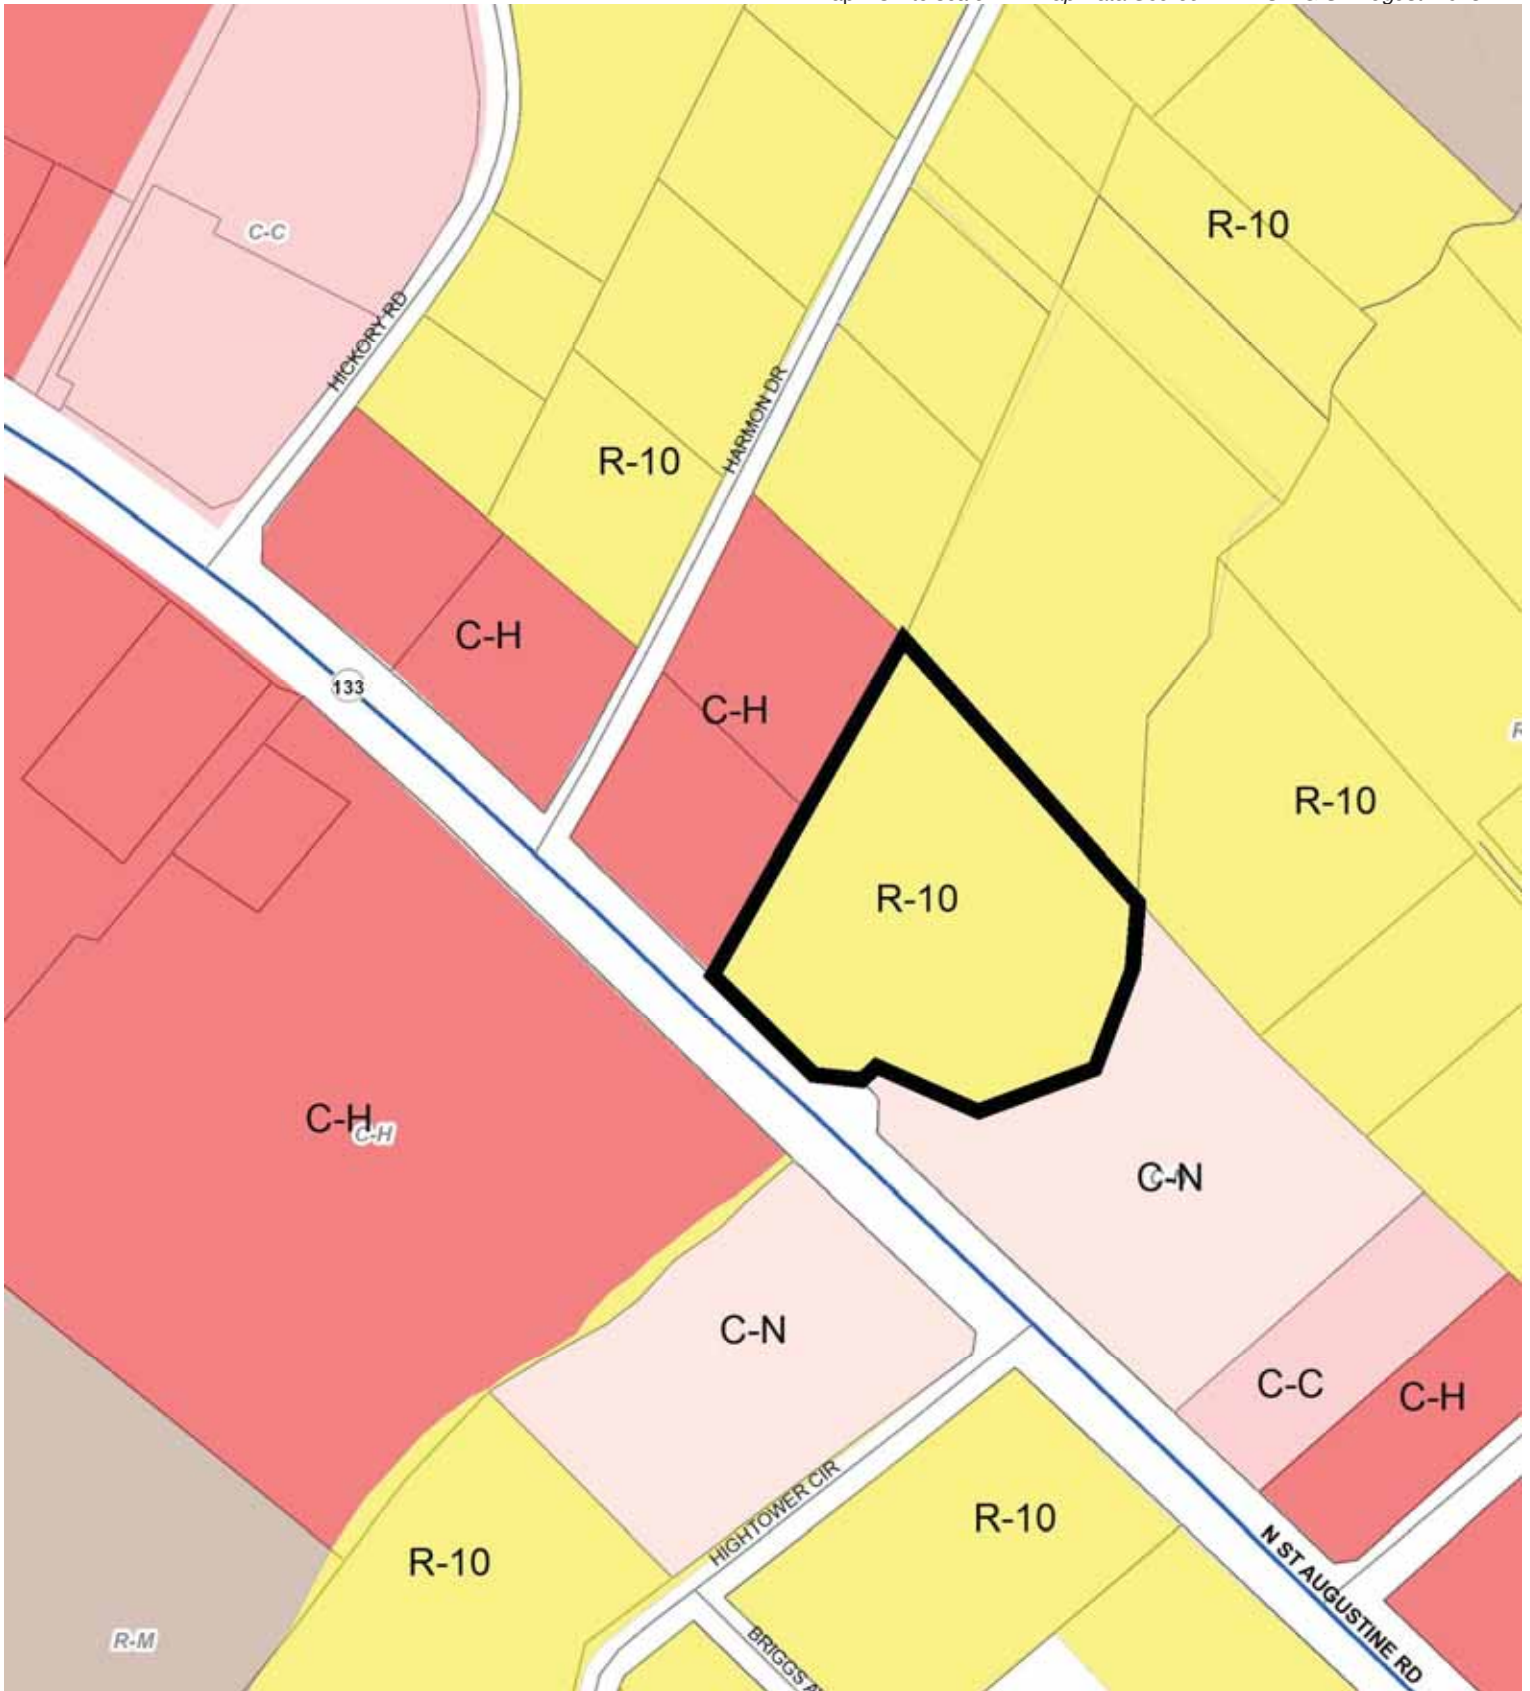 R-10
C-C
HICKORY RD
HARMON DR
R-10
C-H
133
C-H
R-10
R-10
C-H
C-H
C-N
C-N
C-C
C-H
HIGHTOWER CIR
R-10
R-10
N ST AUGUSTINE RD
R-M
BRIGGS